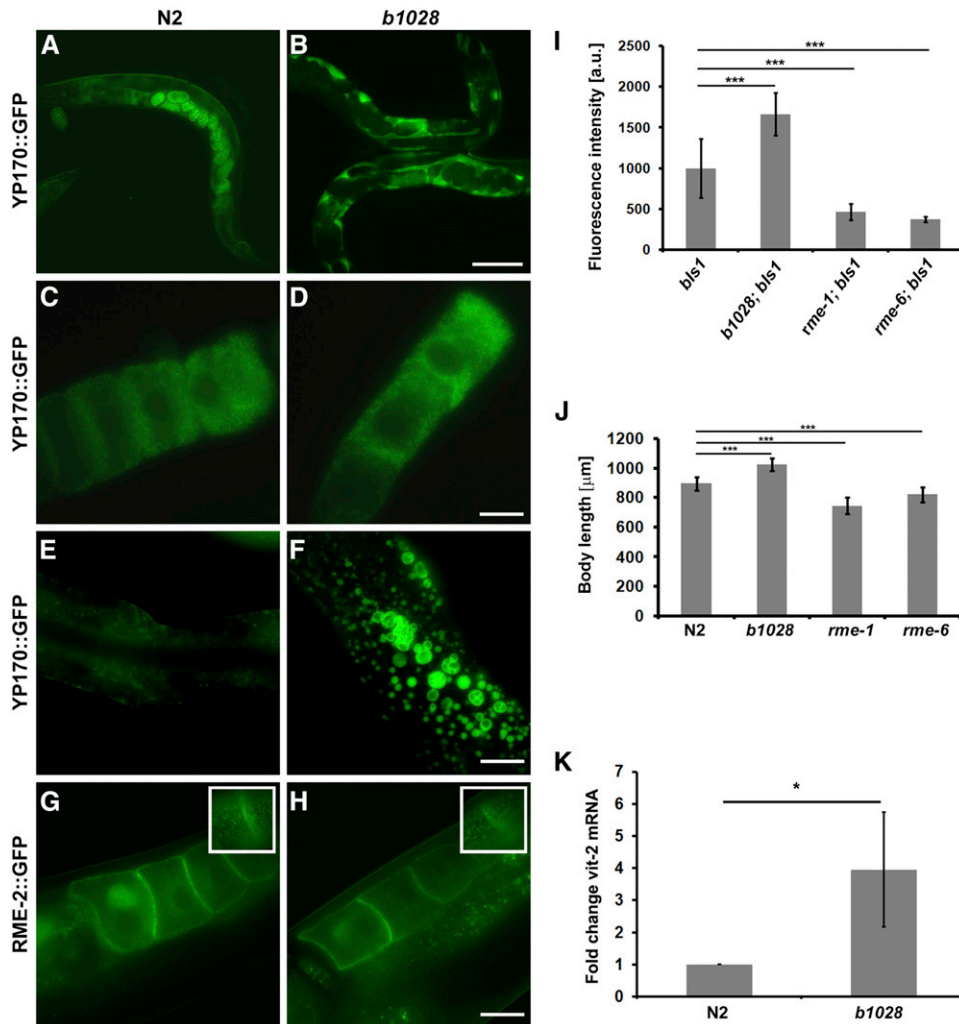 N2
b1028
YP170::GFP
A
B
YP170::GFP
C
D
YP170::GFP
E
F
RME-2::GFP
G
H
I
Fluorescence intensity [a.u.]
2500
2000
1500
1000
500
0
***
***
***
bIs1
b1028; bIs1
rme-1; bIs1
rme-6; bIs1
J
Body length [μm]
1200
1000
800
600
400
200
0
***
***
***
N2
b1028
rme-1
rme-6
K
Fold change vit-2 mRNA
7
6
5
4
3
2
1
0
*
N2
b1028